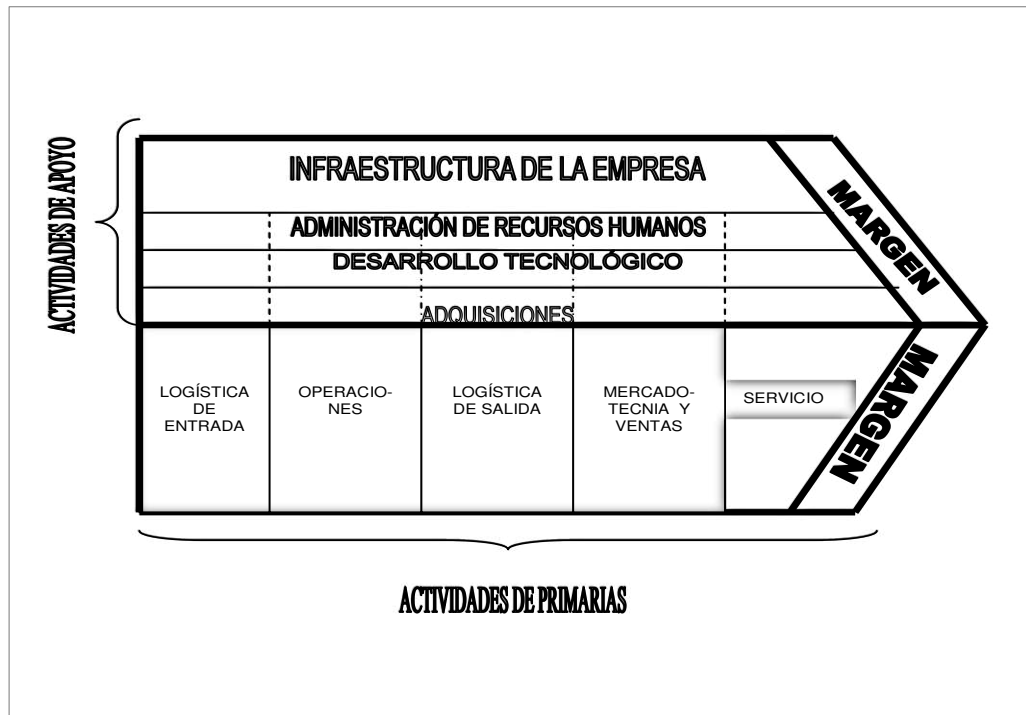 ACTIVIDADES DE APOYO
INFRAESTRUCTURA DE LA EMPRESA
ADMINISTRACIÓN DE RECURSOS HUMANOS
DESARROLLO TECNOLÓGICO
ADQUISICIONES
MARGEN
LOGÍSTICA
DE
ENTRADA
OPERACIO-
NES
LOGÍSTICA
DE SALIDA
MERCADO-
TECNIA Y
VENTAS
SERVICIO
MARGEN
ACTIVIDADES DE PRIMARIAS